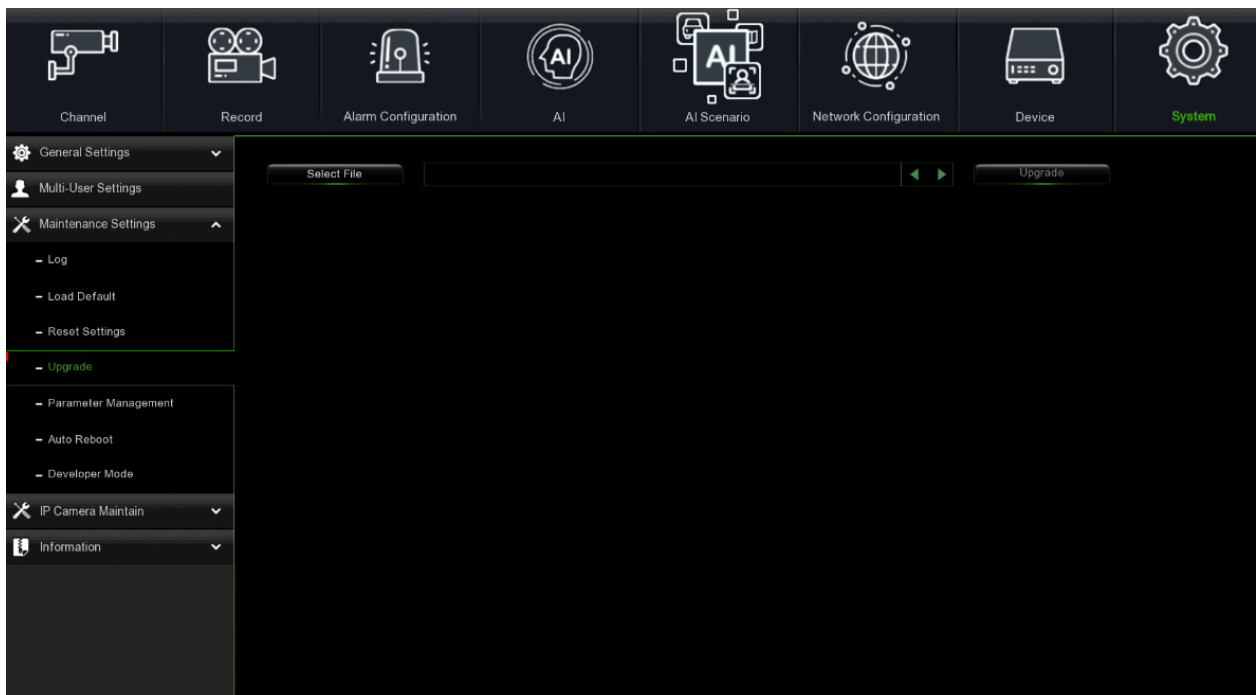 AI
AI
Channel
Record
Alarm Configuration
AI
AI Scenario
Network Configuration
Device
System
General Settings
Select File
Upgrade
Multi-User Settings
Maintenance Settings
Log
Load Default
Reset Settings
Upgrade
Parameter Management
Auto Reboot
Developer Mode
IP Camera Maintain
Information